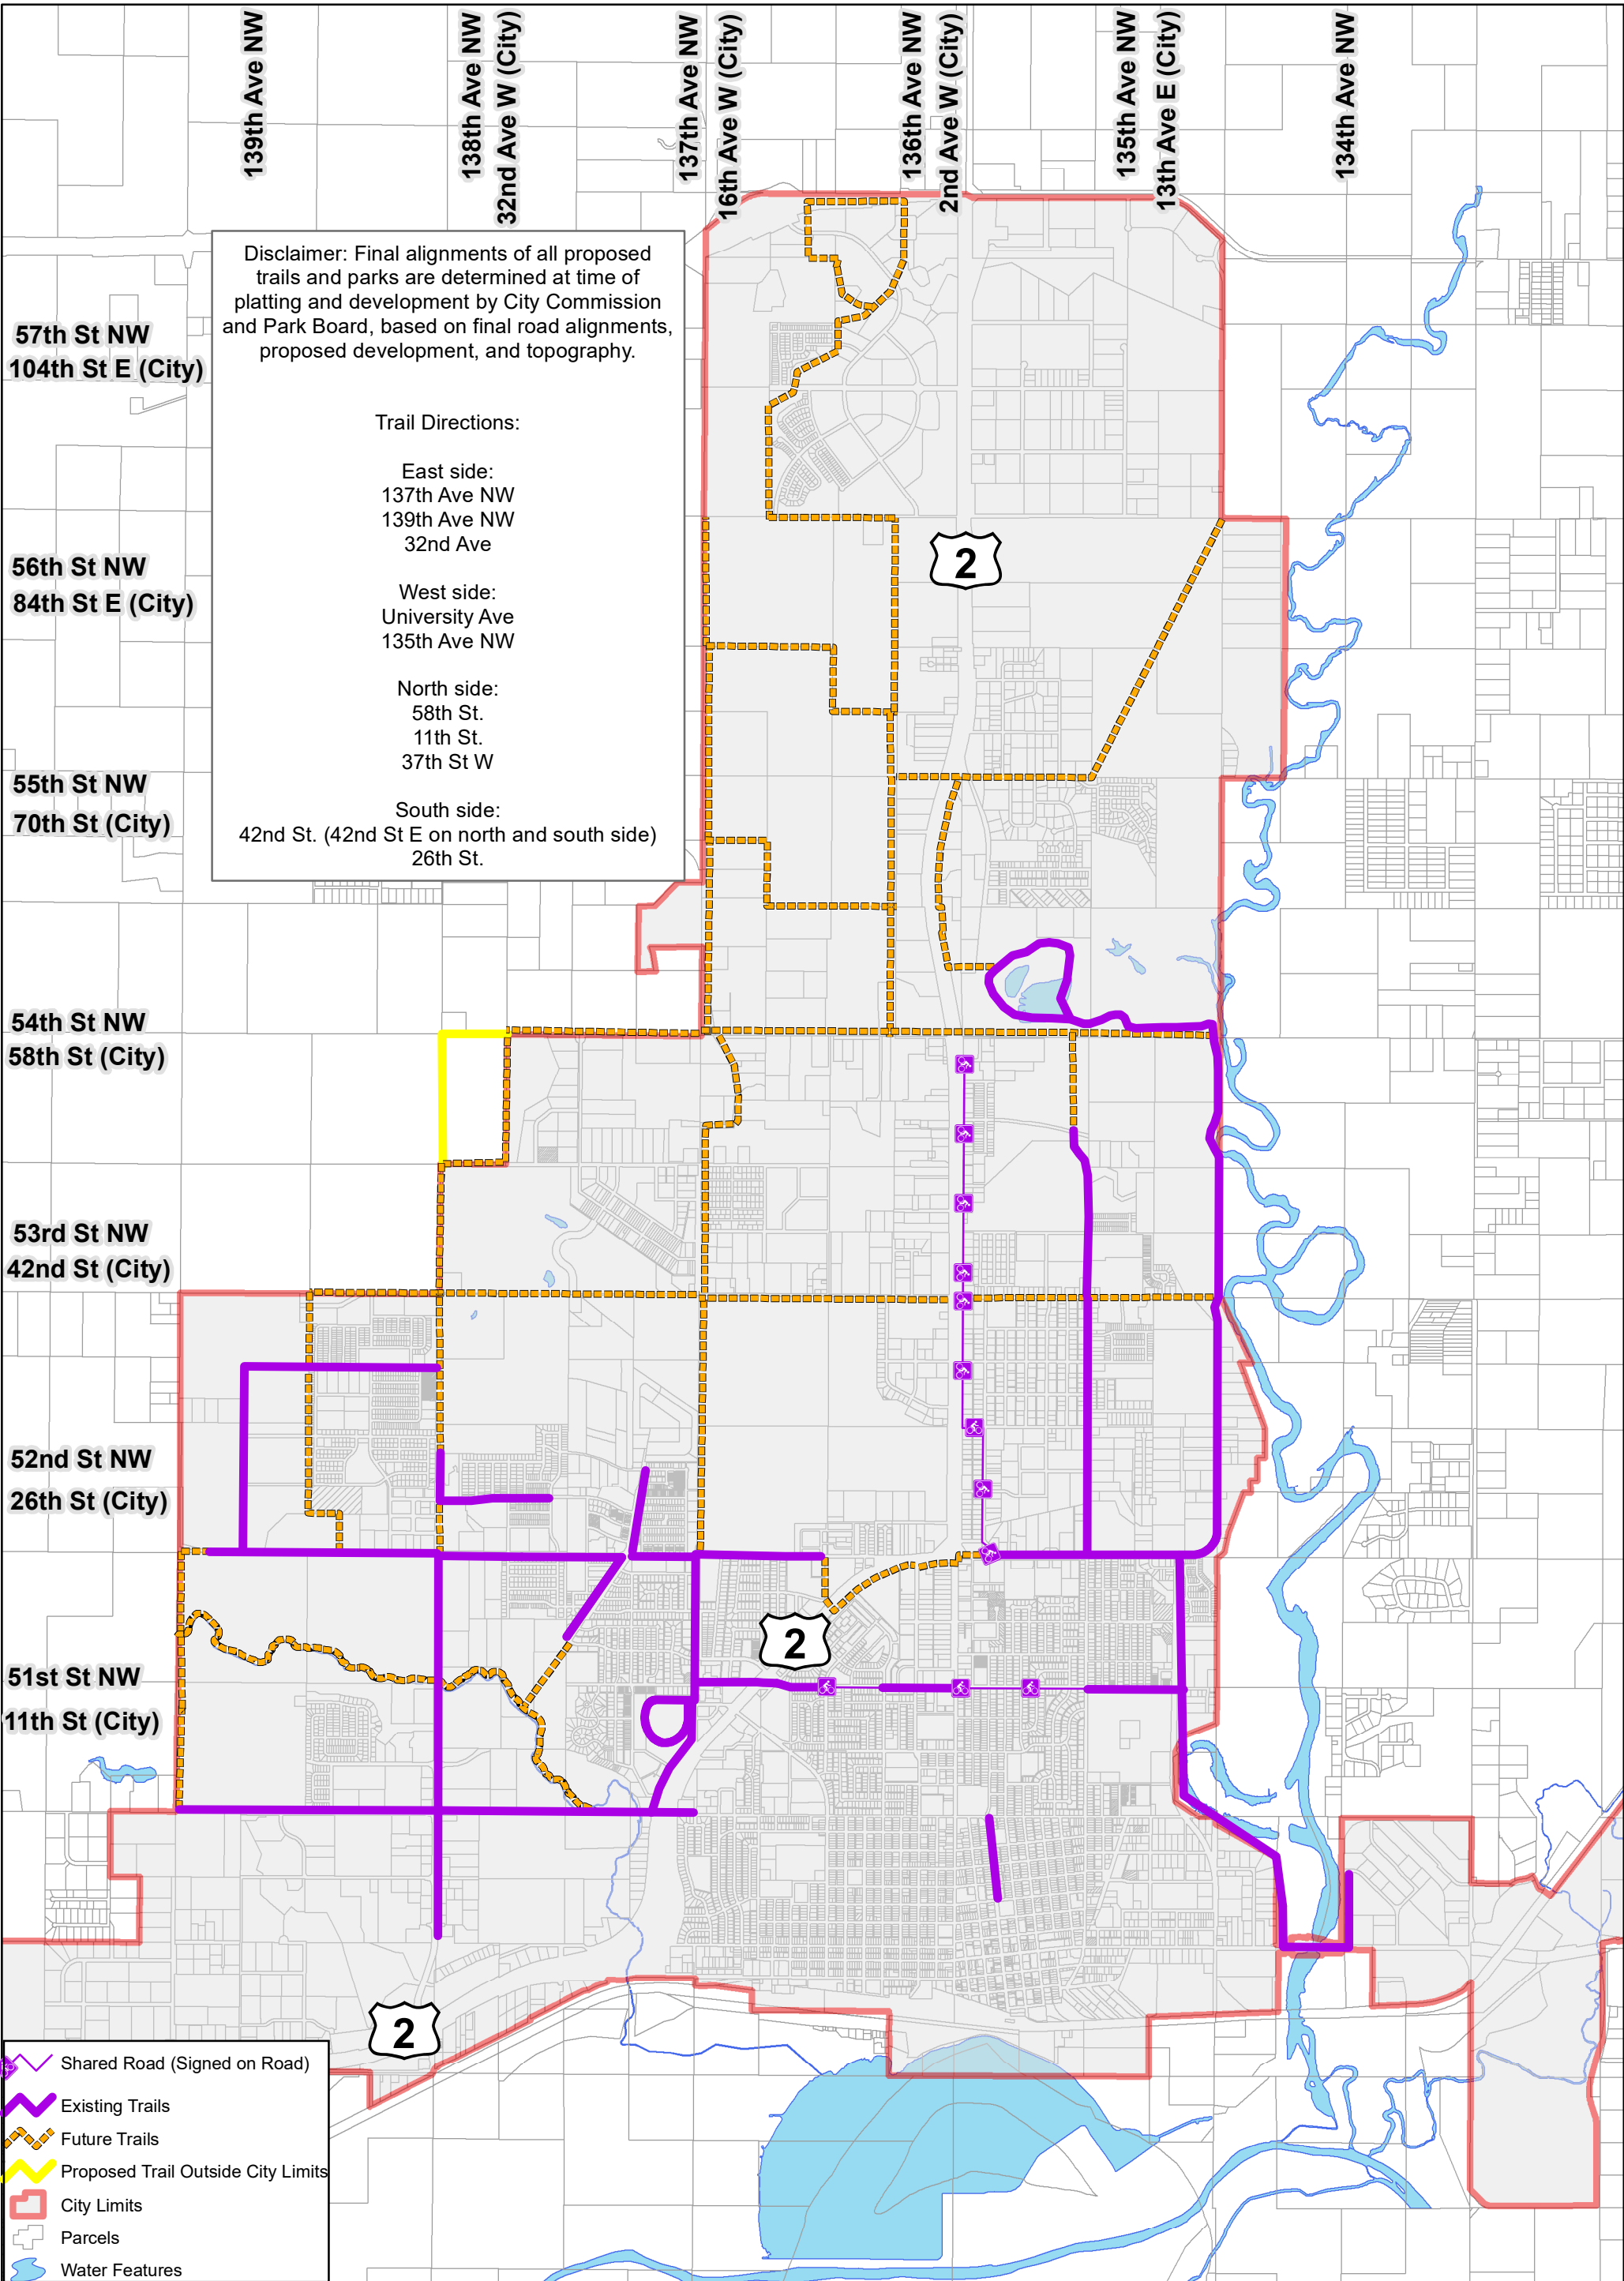 139th Ave NW
138th Ave NW
32nd Ave W (City)
137th Ave NW
16th Ave W (City)
136th Ave NW
2nd Ave W (City)
135th Ave NW
13th Ave E (City)
134th Ave NW
Disclaimer: Final alignments of all proposed
trails and parks are determined at time of
platting and development by City Commission
and Park Board, based on final road alignments,
proposed development, and topography.
Trail Directions:
East side:
137th Ave NW
139th Ave NW
32nd Ave
West side:
University Ave
135th Ave NW
North side:
58th St.
11th St.
37th St W
South side:
42nd St. (42nd St E on north and south side)
26th St.
57th St NW
104th St E (City)
56th St NW
84th St E (City)
55th St NW
70th St (City)
54th St NW
58th St (City)
53rd St NW
42nd St (City)
52nd St NW
26th St (City)
51st St NW
11th St (City)
2
2
2
Shared Road (Signed on Road)
Existing Trails
Future Trails
Proposed Trail Outside City Limits
City Limits
Parcels
Water Features